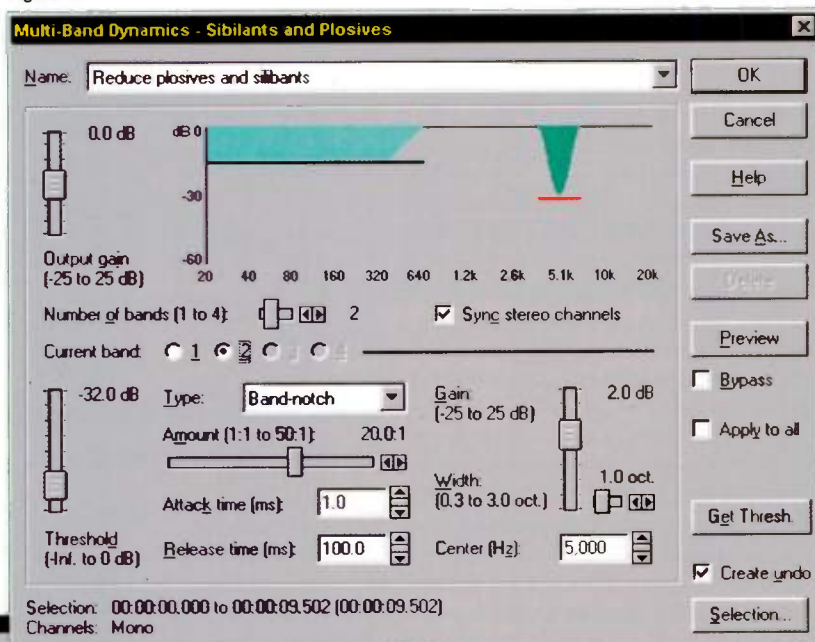 Multi-Band Dynamics - Sibilants and Plosives
Name: Reduce plosives and silibants
OK
Cancel
Help
Save As...
Delete
Preview
Bypass
Apply to all
Get Thresh.
Create undo
Selection...
0.0 dB
Output gain
(-25 to 25 dB)
dB 0
-30
-60
20 40 80 160 320 640 1.2k 2.6k 5.1k 10k 20k
Number of bands (1 to 4): 2
Sync stereo channels
Current band: 1 2 3 4
-32.0 dB
Threshold
(-Inf. to 0 dB)
Type: Band-notch
Amount (1:1 to 50:1): 20.0:1
Attack time (ms): 1.0
Release time (ms): 100.0
Gain:
(-25 to 25 dB)
2.0 dB
Width:
(0.3 to 3.0 oct.)
1.0 oct.
Center (Hz): 5,000
Selection: 00:00:00.000 to 00:00:09.502 (00:00:09.502)
Channels: Mono